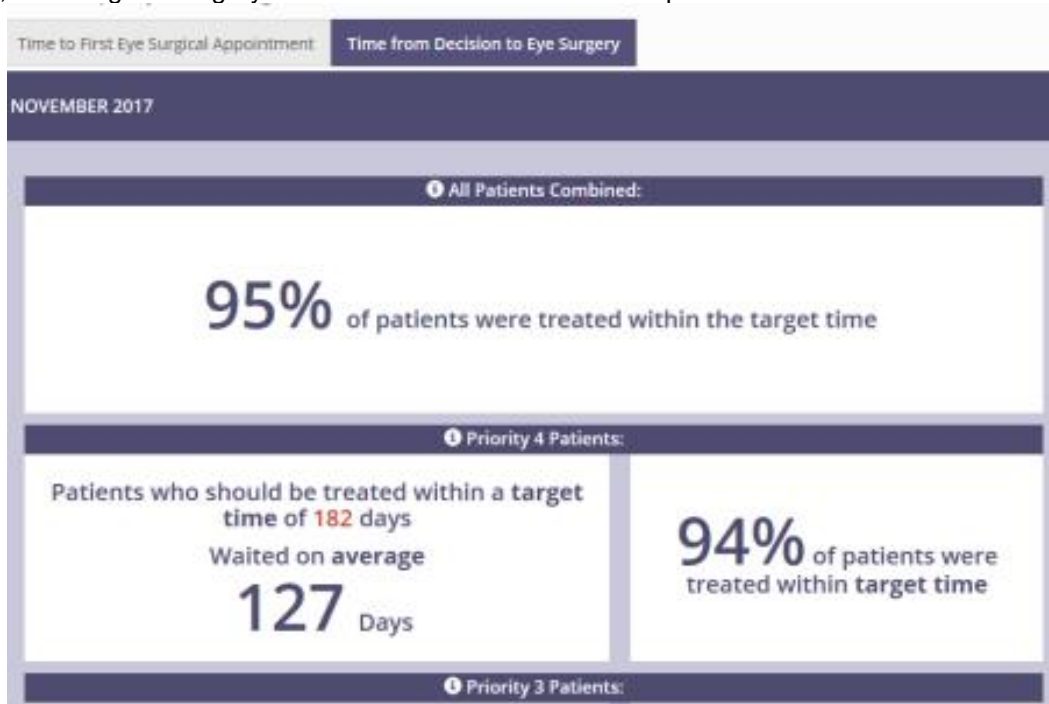 Time to First Eye Surgical Appointment
Time from Decision to Eye Surgery
NOVEMBER 2017
All Patients Combined:
95% of patients were treated within the target time
Priority 4 Patients:
Patients who should be treated within a target
time of 182 days
Waited on average
127 Days
94% of patients were
treated within target time
Priority 3 Patients: